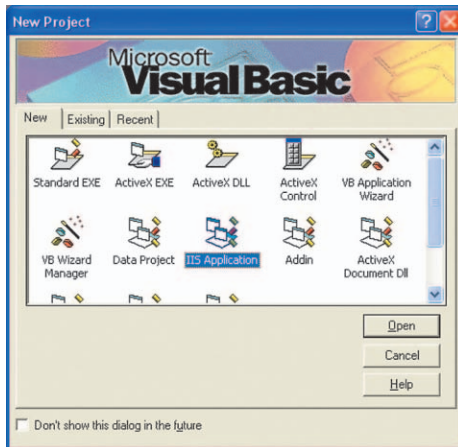 New Project
Microsoft
Visual Basic
New Existing Recent
Standard EXE ActiveX EXE ActiveX DLL ActiveX Control VB Application Wizard
VB Wizard Manager Data Project IIS Application Addin ActiveX Document Dll
Open
Cancel
Help
Don't show this dialog in the future